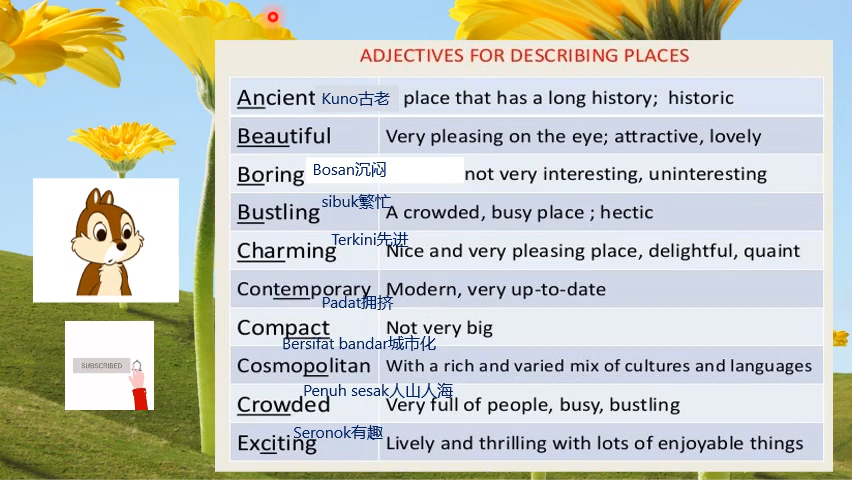 ADJECTIVES FOR DESCRIBING PLACES
Ancient Kuno古老 place that has a long history; historic
Beautiful Very pleasing on the eye; attractive, lovely
Boring Bosan沉闷 not very interesting, uninteresting
sibuk繁忙
Bustling A crowded, busy place ; hectic
Terkini先进
Charming Nice and very pleasing place, delightful, quaint
Contemporary Modern, very up-to-date
Padat拥挤
Compact Not very big
Bersifat bandar城市化
Cosmopolitan With a rich and varied mix of cultures and languages
Penuh sesak人山人海
Crowded Very full of people, busy, bustling
Seronok有趣
Exciting Lively and thrilling with lots of enjoyable things
SUBSCRIBED